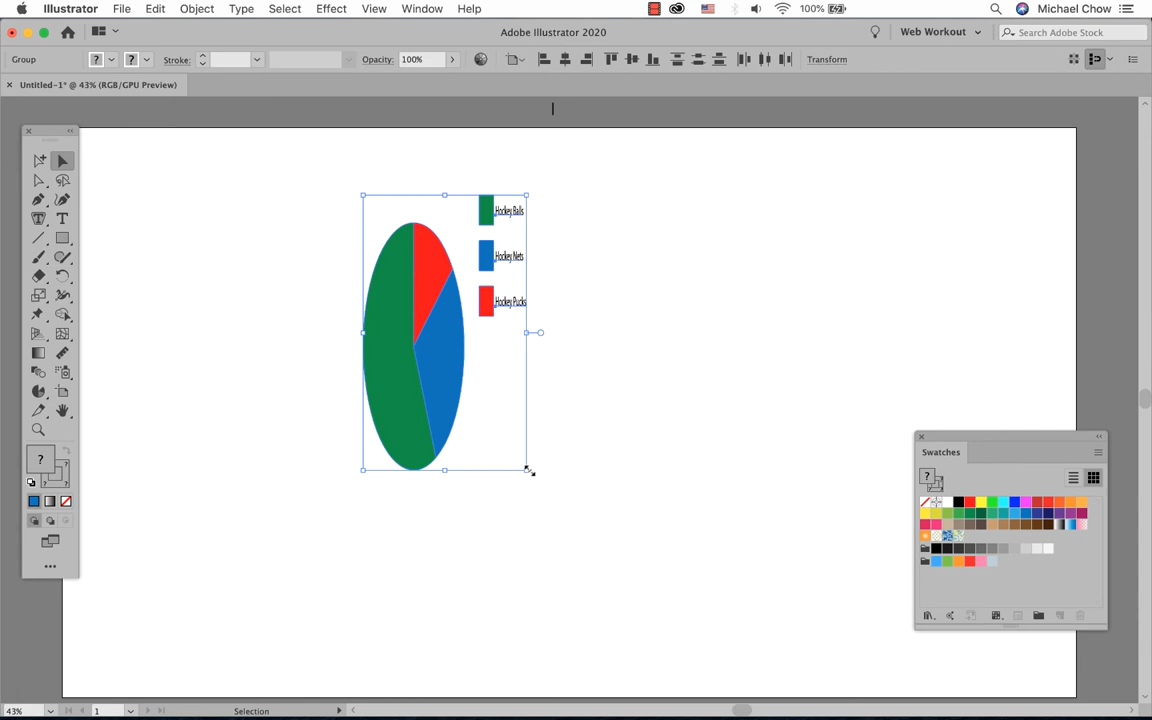 Illustrator File Edit Object Type Select Effect View Window Help 100% Michael Chow
Adobe Illustrator 2020 Web Workout Search Adobe Stock
Group ? ? Stroke: Opacity: 100% Transform
Untitled-1* @ 43% (RGB/GPU Preview)
Hockey Balls
Hockey Nets
Hockey Pucks
Swatches
?
?
43% 1 Selection